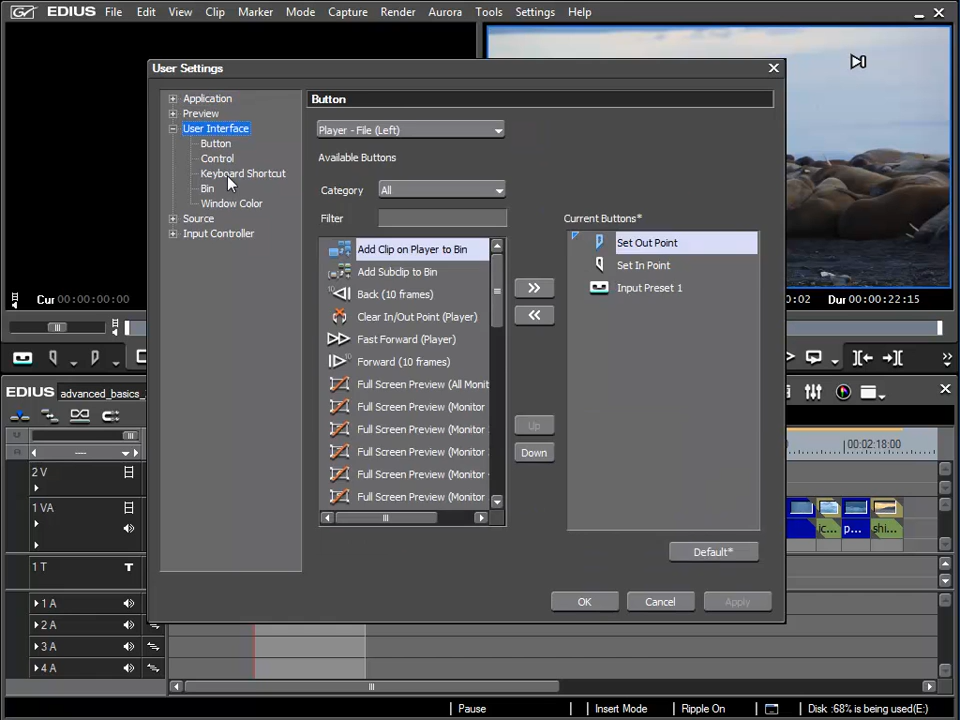 EDIUS File Edit View Clip Marker Mode Capture Render Aurora Tools Settings Help
User Settings
Application
Preview
User Interface
Button
Control
Keyboard Shortcut
Bin
Window Color
Source
Input Controller
Button
Player - File (Left)
Available Buttons
Category All
Filter
Add Clip on Player to Bin
Add Subclip to Bin
Back (10 frames)
Clear In/Out Point (Player)
Fast Forward (Player)
Forward (10 frames)
Full Screen Preview (All Monit
Full Screen Preview (Monitor
Full Screen Preview (Monitor
Full Screen Preview (Monitor
Full Screen Preview (Monitor
Full Screen Preview (Monitor
Current Buttons*
Set Out Point
Set In Point
Input Preset 1
Up
Down
Default*
OK Cancel Apply
Cur 00:00:00:00
:02 Dur 00:00:22:15
EDIUS advanced_basics_
00:02:18:00
2 V
1 VA
ic... p... shi...
1 T T
1 A
2 A
3 A
4 A
Pause Insert Mode Ripple On Disk :68% is being used(E:)